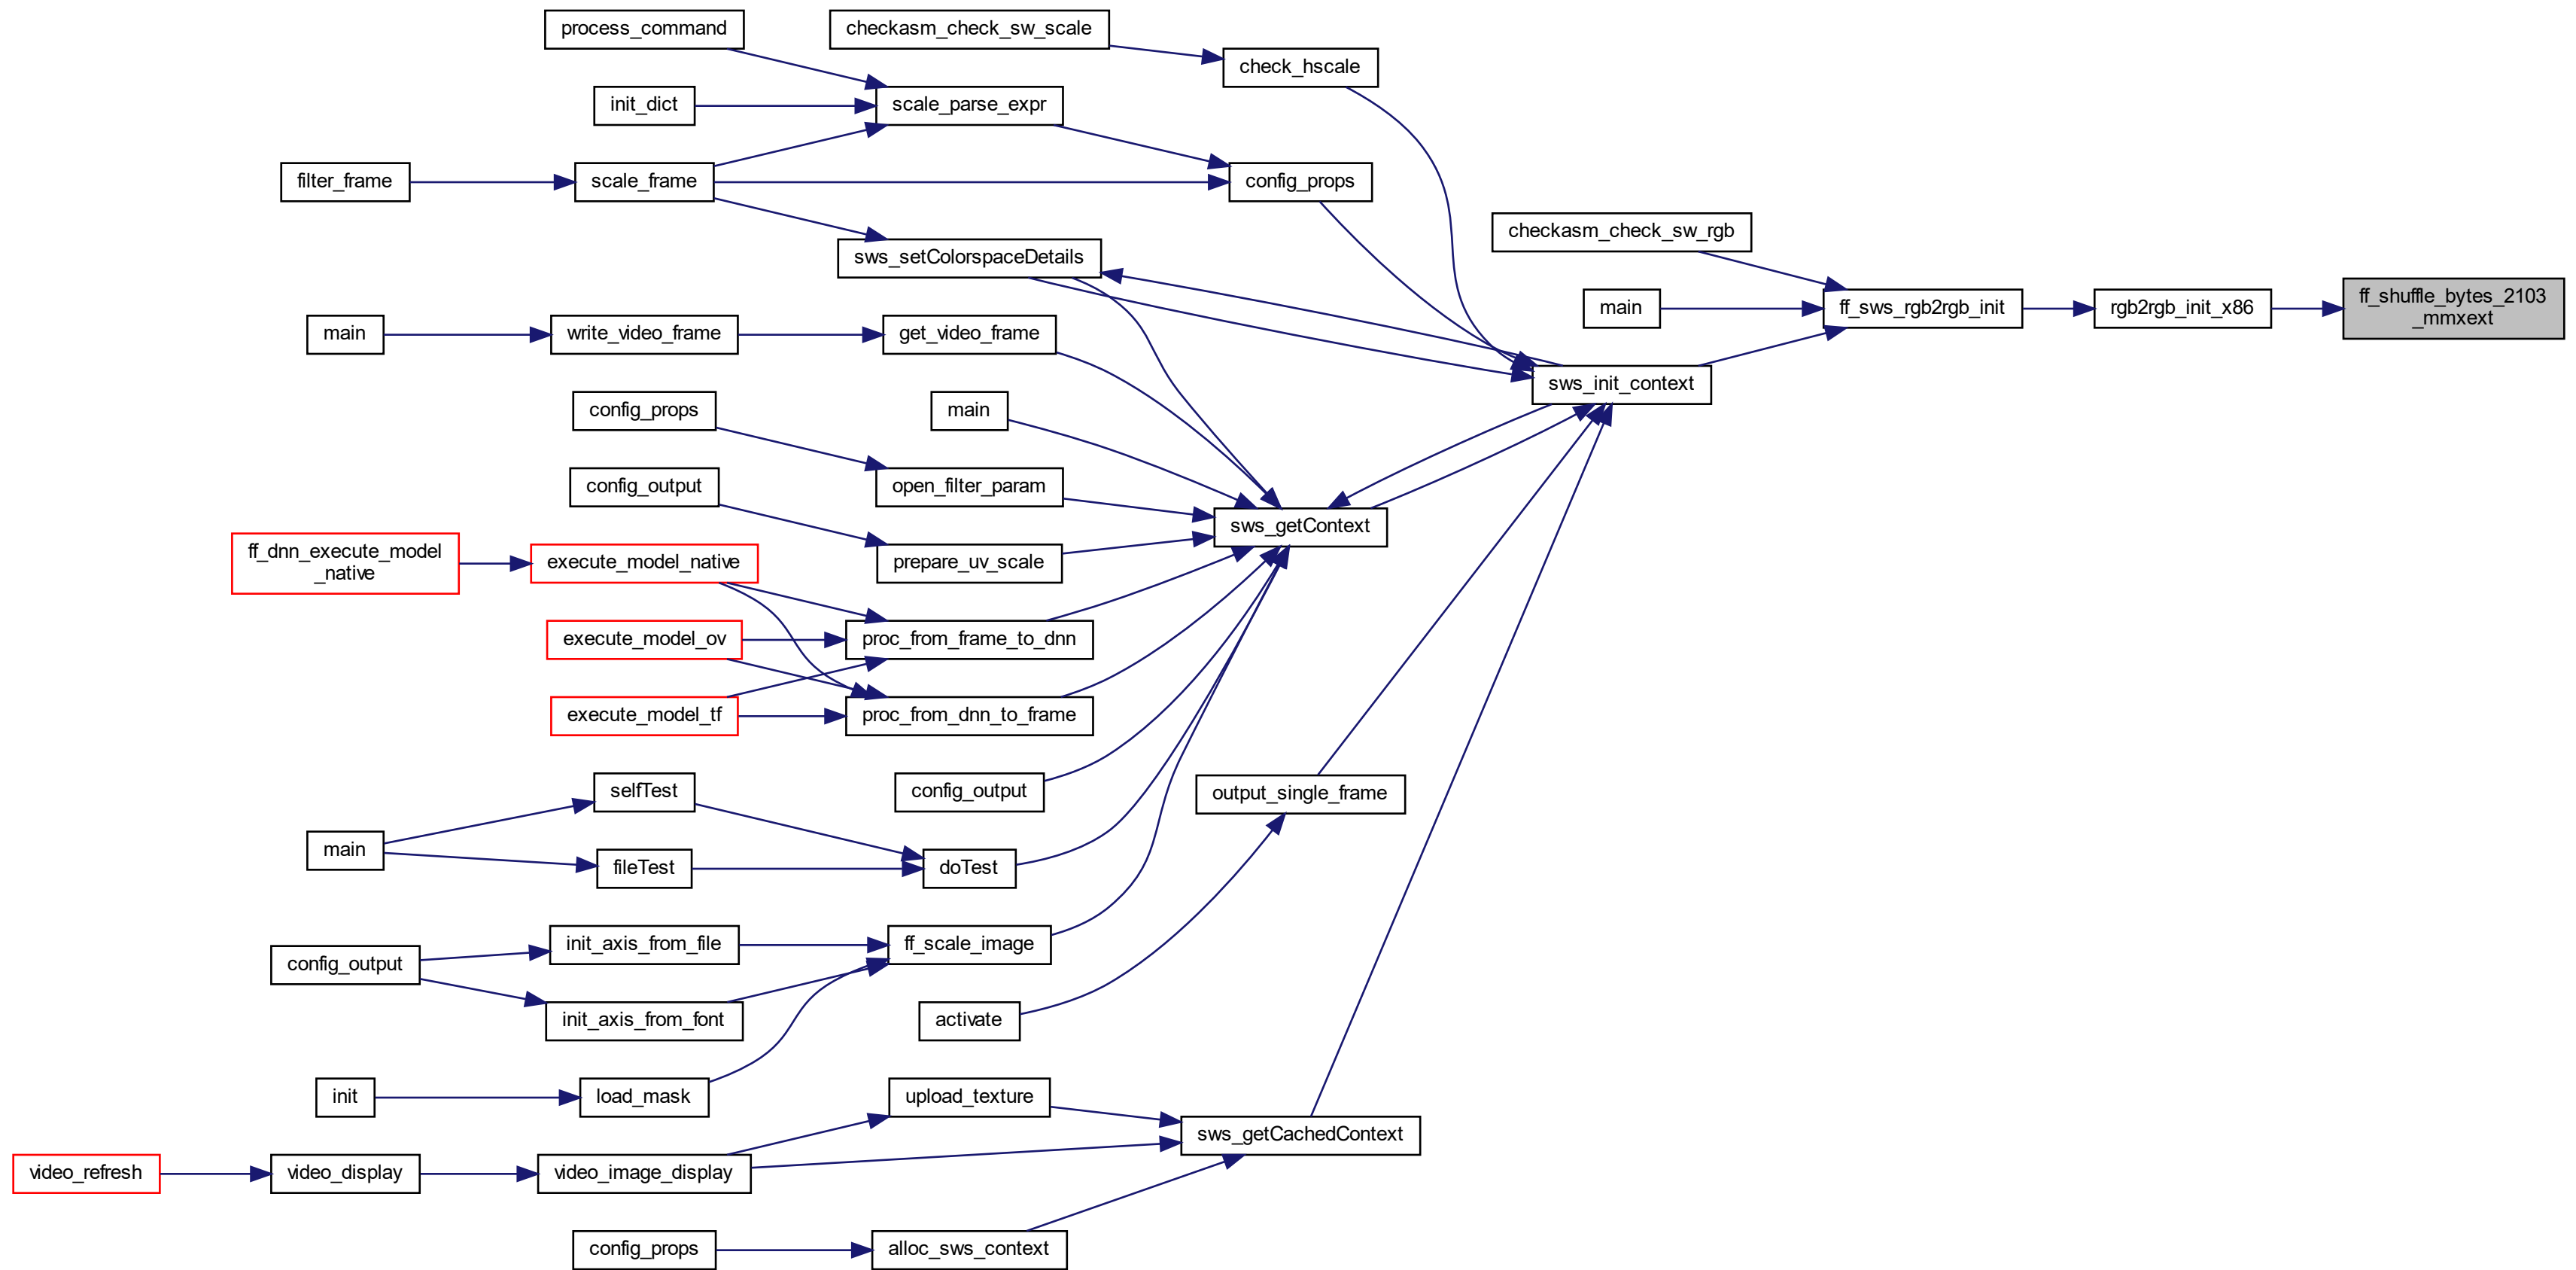 process_command
checkasm_check_sw_scale
check_hscale
init_dict
scale_parse_expr
filter_frame
scale_frame
config_props
checkasm_check_sw_rgb
sws_setColorspaceDetails
main
ff_sws_rgb2rgb_init
rgb2rgb_init_x86
ff_shuffle_bytes_2103
_mmxext
main
write_video_frame
get_video_frame
sws_init_context
config_props
main
config_output
open_filter_param
sws_getContext
ff_dnn_execute_model
_native
execute_model_native
prepare_uv_scale
execute_model_ov
proc_from_frame_to_dnn
execute_model_tf
proc_from_dnn_to_frame
selfTest
config_output
output_single_frame
main
fileTest
doTest
config_output
init_axis_from_file
ff_scale_image
init_axis_from_font
activate
init
load_mask
upload_texture
sws_getCachedContext
video_refresh
video_display
video_image_display
config_props
alloc_sws_context